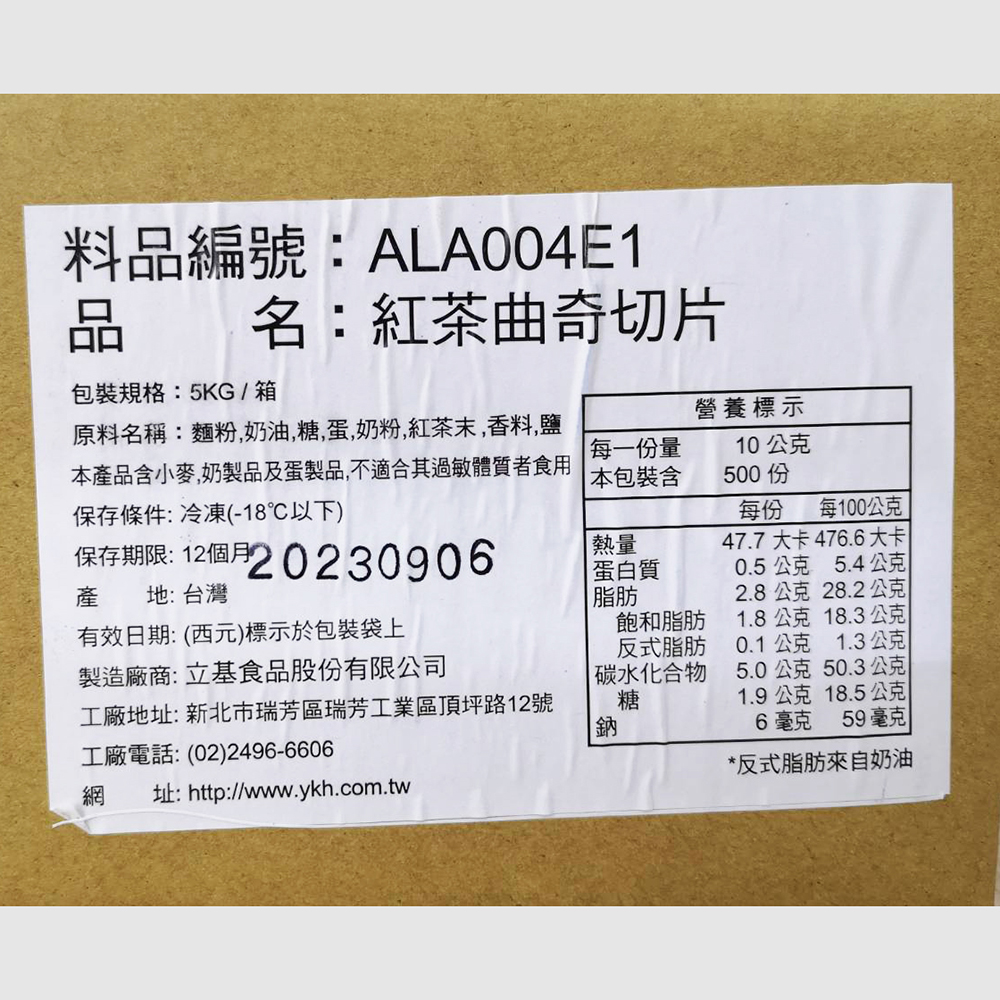 料品編號：ALA004E1
品名：紅茶曲奇切片
包裝規格：5KG / 箱
原料名稱：麵粉,奶油,糖,蛋,奶粉,紅茶末,香料,鹽
本產品含小麥,奶製品及蛋製品,不適合其過敏體質者食用
保存條件: 冷凍(-18℃以下)
保存期限: 12個月
20230906
產地: 台灣
有效日期: (西元)標示於包裝袋上
製造廠商: 立基食品股份有限公司
工廠地址: 新北市瑞芳區瑞芳工業區頂坪路12號
工廠電話: (02)2496-6606
網址: http://www.ykh.com.tw
營養標示
每一份量 10 公克
本包裝含 500 份
每份 每100公克
熱量 47.7 大卡 476.6 大卡
蛋白質 0.5 公克 5.4 公克
脂肪 2.8 公克 28.2 公克
飽和脂肪 1.8 公克 18.3 公克
反式脂肪 0.1 公克 1.3 公克
碳水化合物 5.0 公克 50.3 公克
糖 1.9 公克 18.5 公克
鈉 6 毫克 59 毫克
*反式脂肪來自奶油